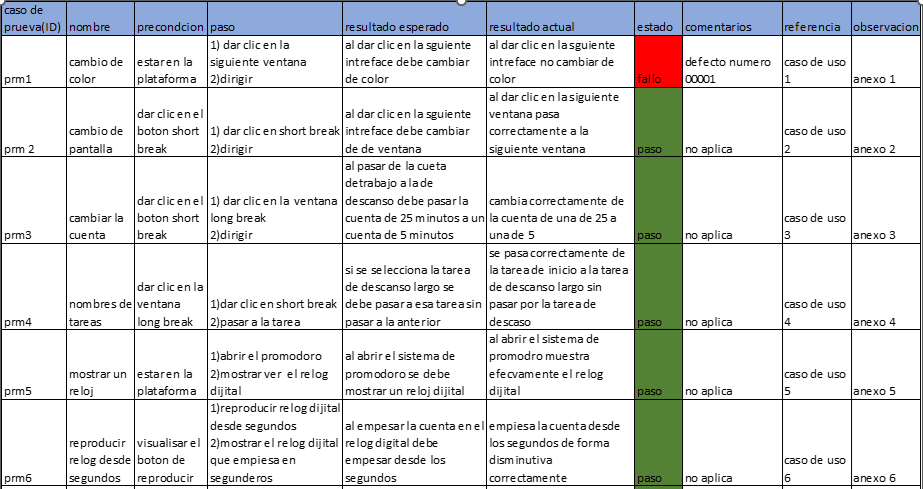 caso de prueva(ID) nombre precondcion paso resultado esperado resultado actual estado comentarios referencia observacion
prm1 cambio de color estar en la plataforma 1) dar clic en la siguiente ventana 2)dirigir al dar clic en la sguiente intreface debe cambiar de color al dar clic en la sguiente intreface no cambiar de color fallo defecto numero 00001 caso de uso 1 anexo 1
prm 2 cambio de pantalla dar clic en el boton short break 1) dar clic en short break 2)dirigir al dar clic en la sguiente intreface debe cambiar de de ventana al dar clic en la siguiente ventana pasa correctamente a la siguiente ventana paso no aplica caso de uso 2 anexo 2
prm3 cambiar la cuenta dar clic en el boton short break 1) dar clic en la ventana long break 2)dirigir al pasar de la cueta detrabajo a la de descanso debe pasar la cuenta de 25 minutos a un cuenta de 5 minutos cambia correctamente de la cuenta de una de 25 a una de 5 paso no aplica caso de uso 3 anexo 3
prm4 nombres de tareas dar clic en la ventana long break 1)dar clic en short break 2)pasar a la tarea si se selecciona la tarea de descanso largo se debe pasar a esa tarea sin pasar a la anterior se pasa correctamente de la tarea de inicio a la tarea de descanso largo sin pasar por la tarea de descaso paso no aplica caso de uso 4 anexo 4
prm5 mostrar un reloj estar en la plataforma 1)abrir el promodoro 2)mostrar ver el relog dijital al abrir el sistema de promodoro se debe mostrar un reloj dijital al abrir el sistema de promodro muestra efecvamente el relog dijital paso no aplica caso de uso 5 anexo 5
prm6 reproducir relog desde segundos visualisar el boton de reproducir 1)reproducir relog dijital desde segundos 2)mostrar el relog dijital que empiesa en segunderos al empesar la cuenta en el relog digital debe empesar desde los segundos empiesa la cuenta desde los segundos de forma disminutiva correctamente paso no aplica caso de uso 6 anexo 6